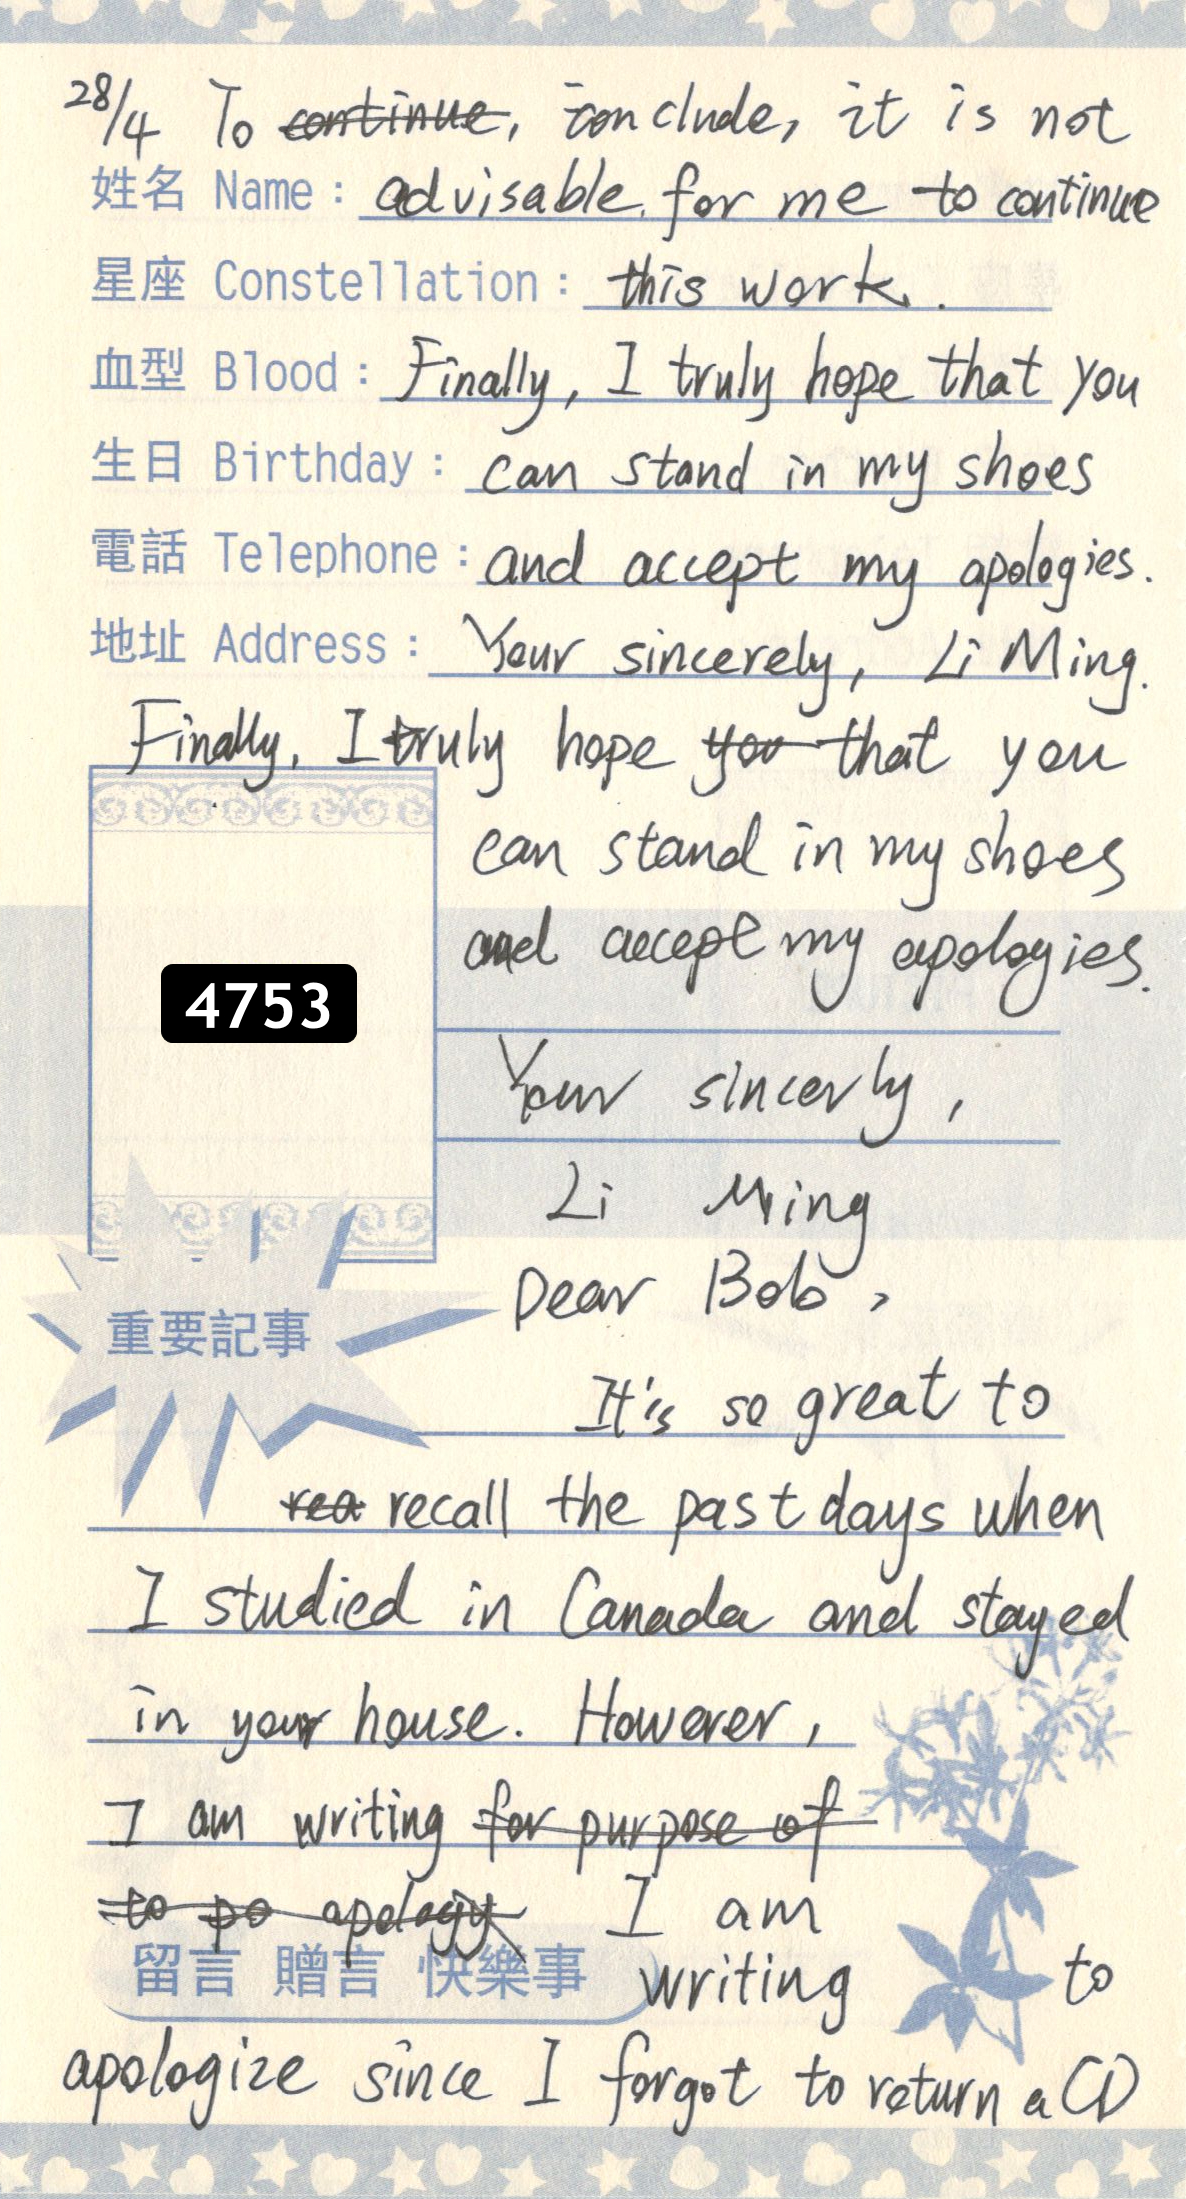 28/4 To continue, conclude, it is not
姓名 Name: advisable for me to continue
星座 Constellation: this work.
血型 Blood: Finally, I truly hope that you
生日 Birthday: can stand in my shoes
電話 Telephone: and accept my apologies.
地址 Address: Your sincerely, Li Ming.
Finally, I truly hope you that you
can stand in my shoes
and accept my apologies.
4753
Your sincerly,
Li Ming
Dear Bob,
重要記事
It's so great to
rea recall the past days when
I studied in Canada and stayed
in your house. However,
I am writing for purpose of
to po apology I am
留言 贈言 快樂事 writing to
apologize since I forgot to return a CD